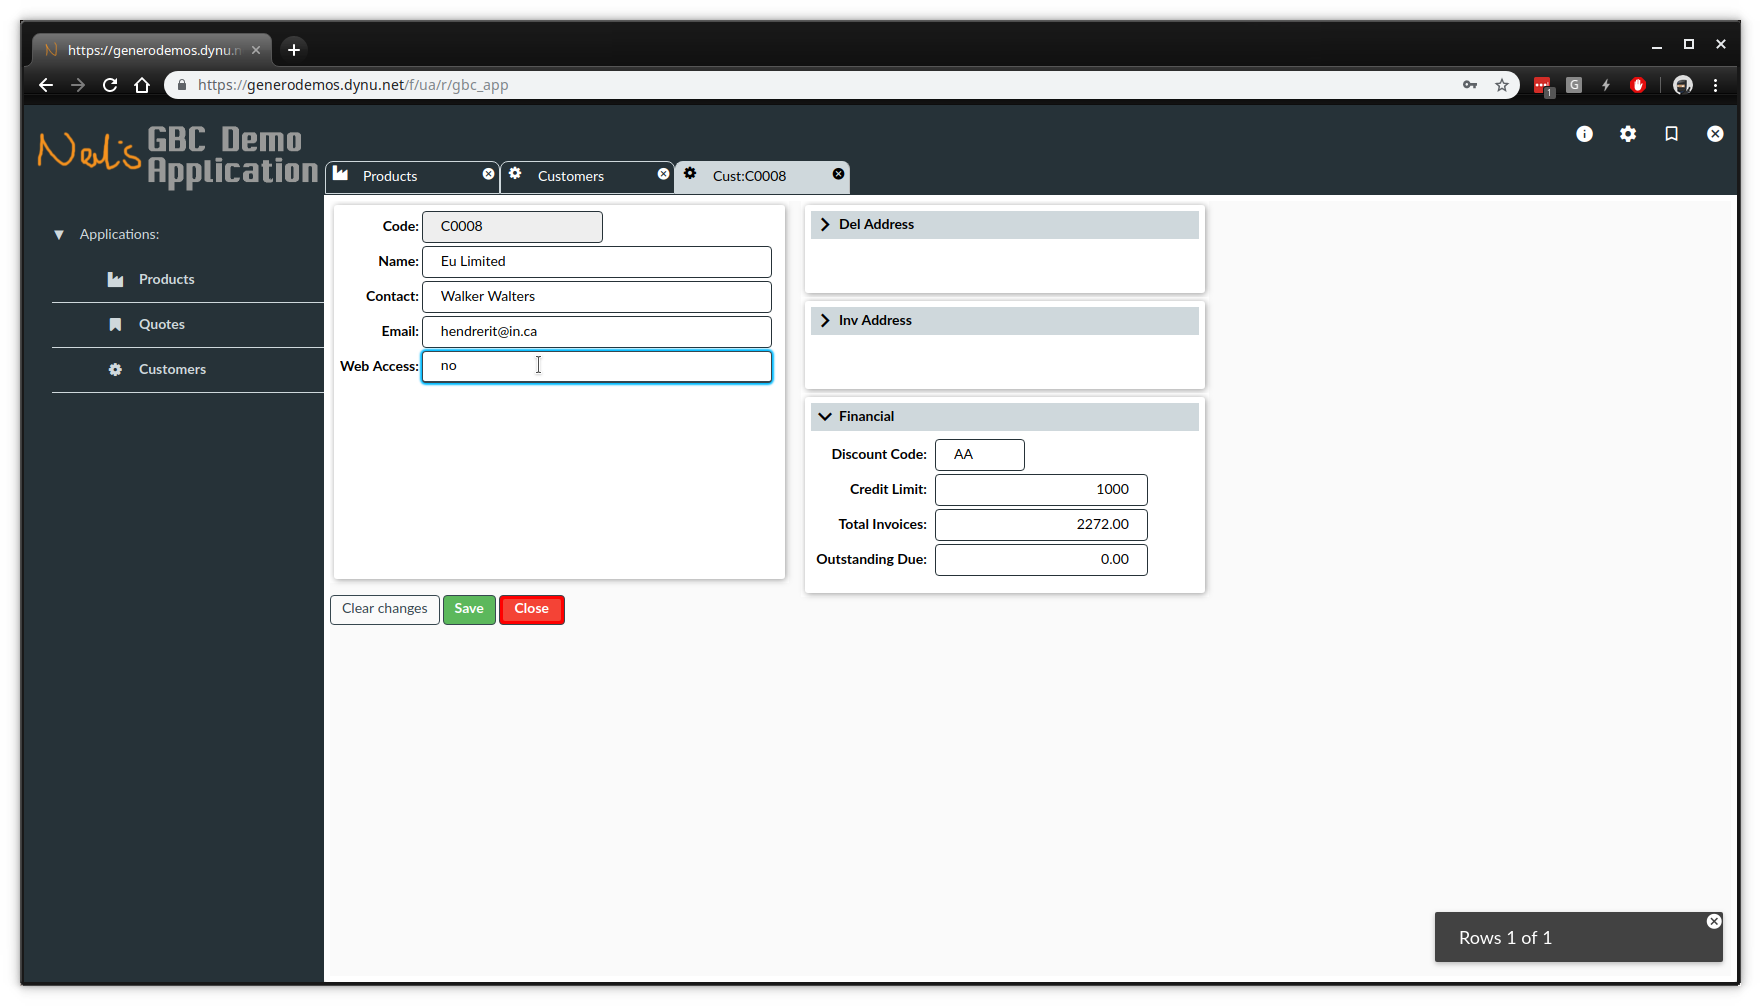 https://generodemos.dynu.n
https://generodemos.dynu.net/f/ua/r/gbc_app
1
G
Neil's GBC Demo
Application
Products
Customers
Cust:C0008
Applications:
Products
Quotes
Customers
Code: C0008
Name: Eu Limited
Contact: Walker Walters
Email: hendrerit@in.ca
Web Access: no
Clear changes Save Close
Del Address
Inv Address
Financial
Discount Code: AA
Credit Limit: 1000
Total Invoices: 2272.00
Outstanding Due: 0.00
Rows 1 of 1